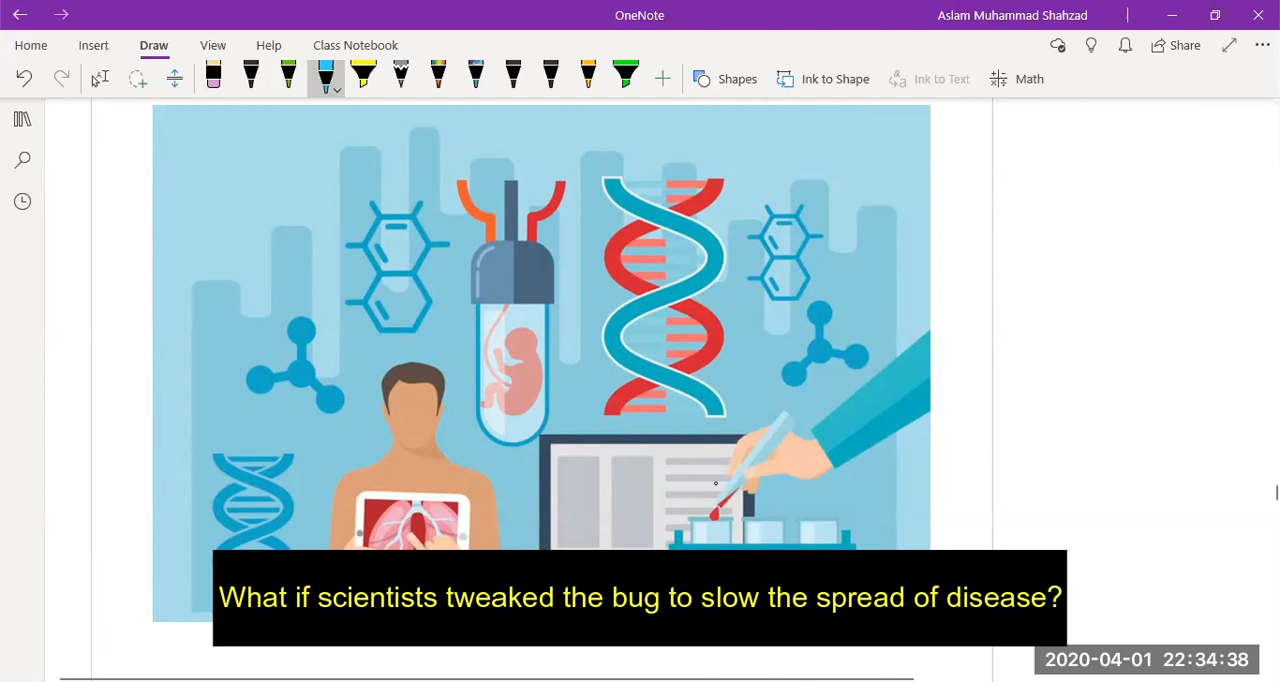 OneNote
Aslam Muhammad Shahzad
Home Insert Draw View Help Class Notebook
Share
Shapes Ink to Shape Ink to Text Math
What if scientists tweaked the bug to slow the spread of disease?
2020-04-01 22:34:38